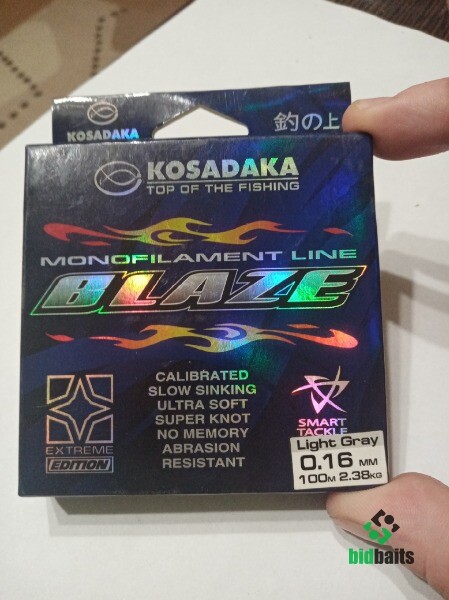 KOSADAKA
釣の上
KOSADAKA
TOP OF THE FISHING
MONOFILAMENT LINE
BLAZE
CALIBRATED
SLOW SINKING
ULTRA SOFT
SUPER KNOT
NO MEMORY
ABRASION
RESISTANT
EXTREME
EDITION
SMART
TACKLE
Light Gray
0.16 MM
100M 2.38KG
bidbaits